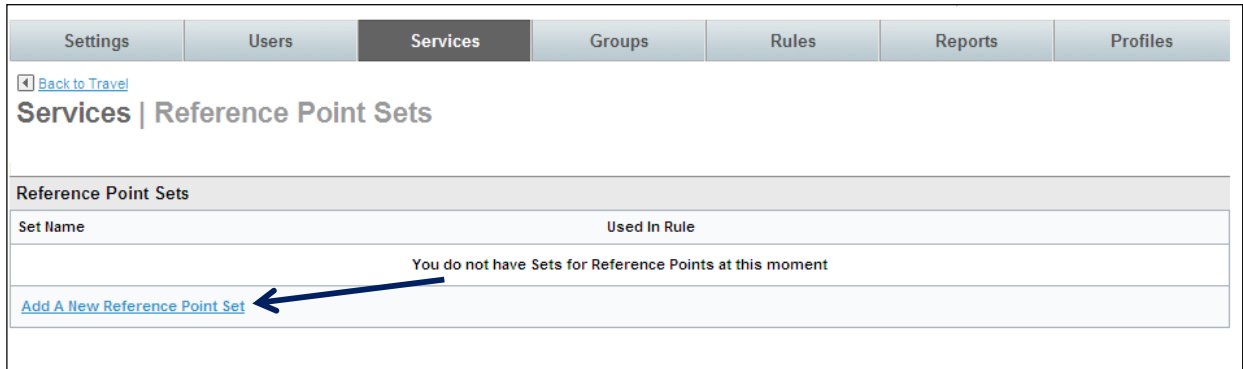 Settings Users Services Groups Rules Reports Profiles
Back to Travel
Services | Reference Point Sets
Reference Point Sets
Set Name Used In Rule
You do not have Sets for Reference Points at this moment
Add A New Reference Point Set